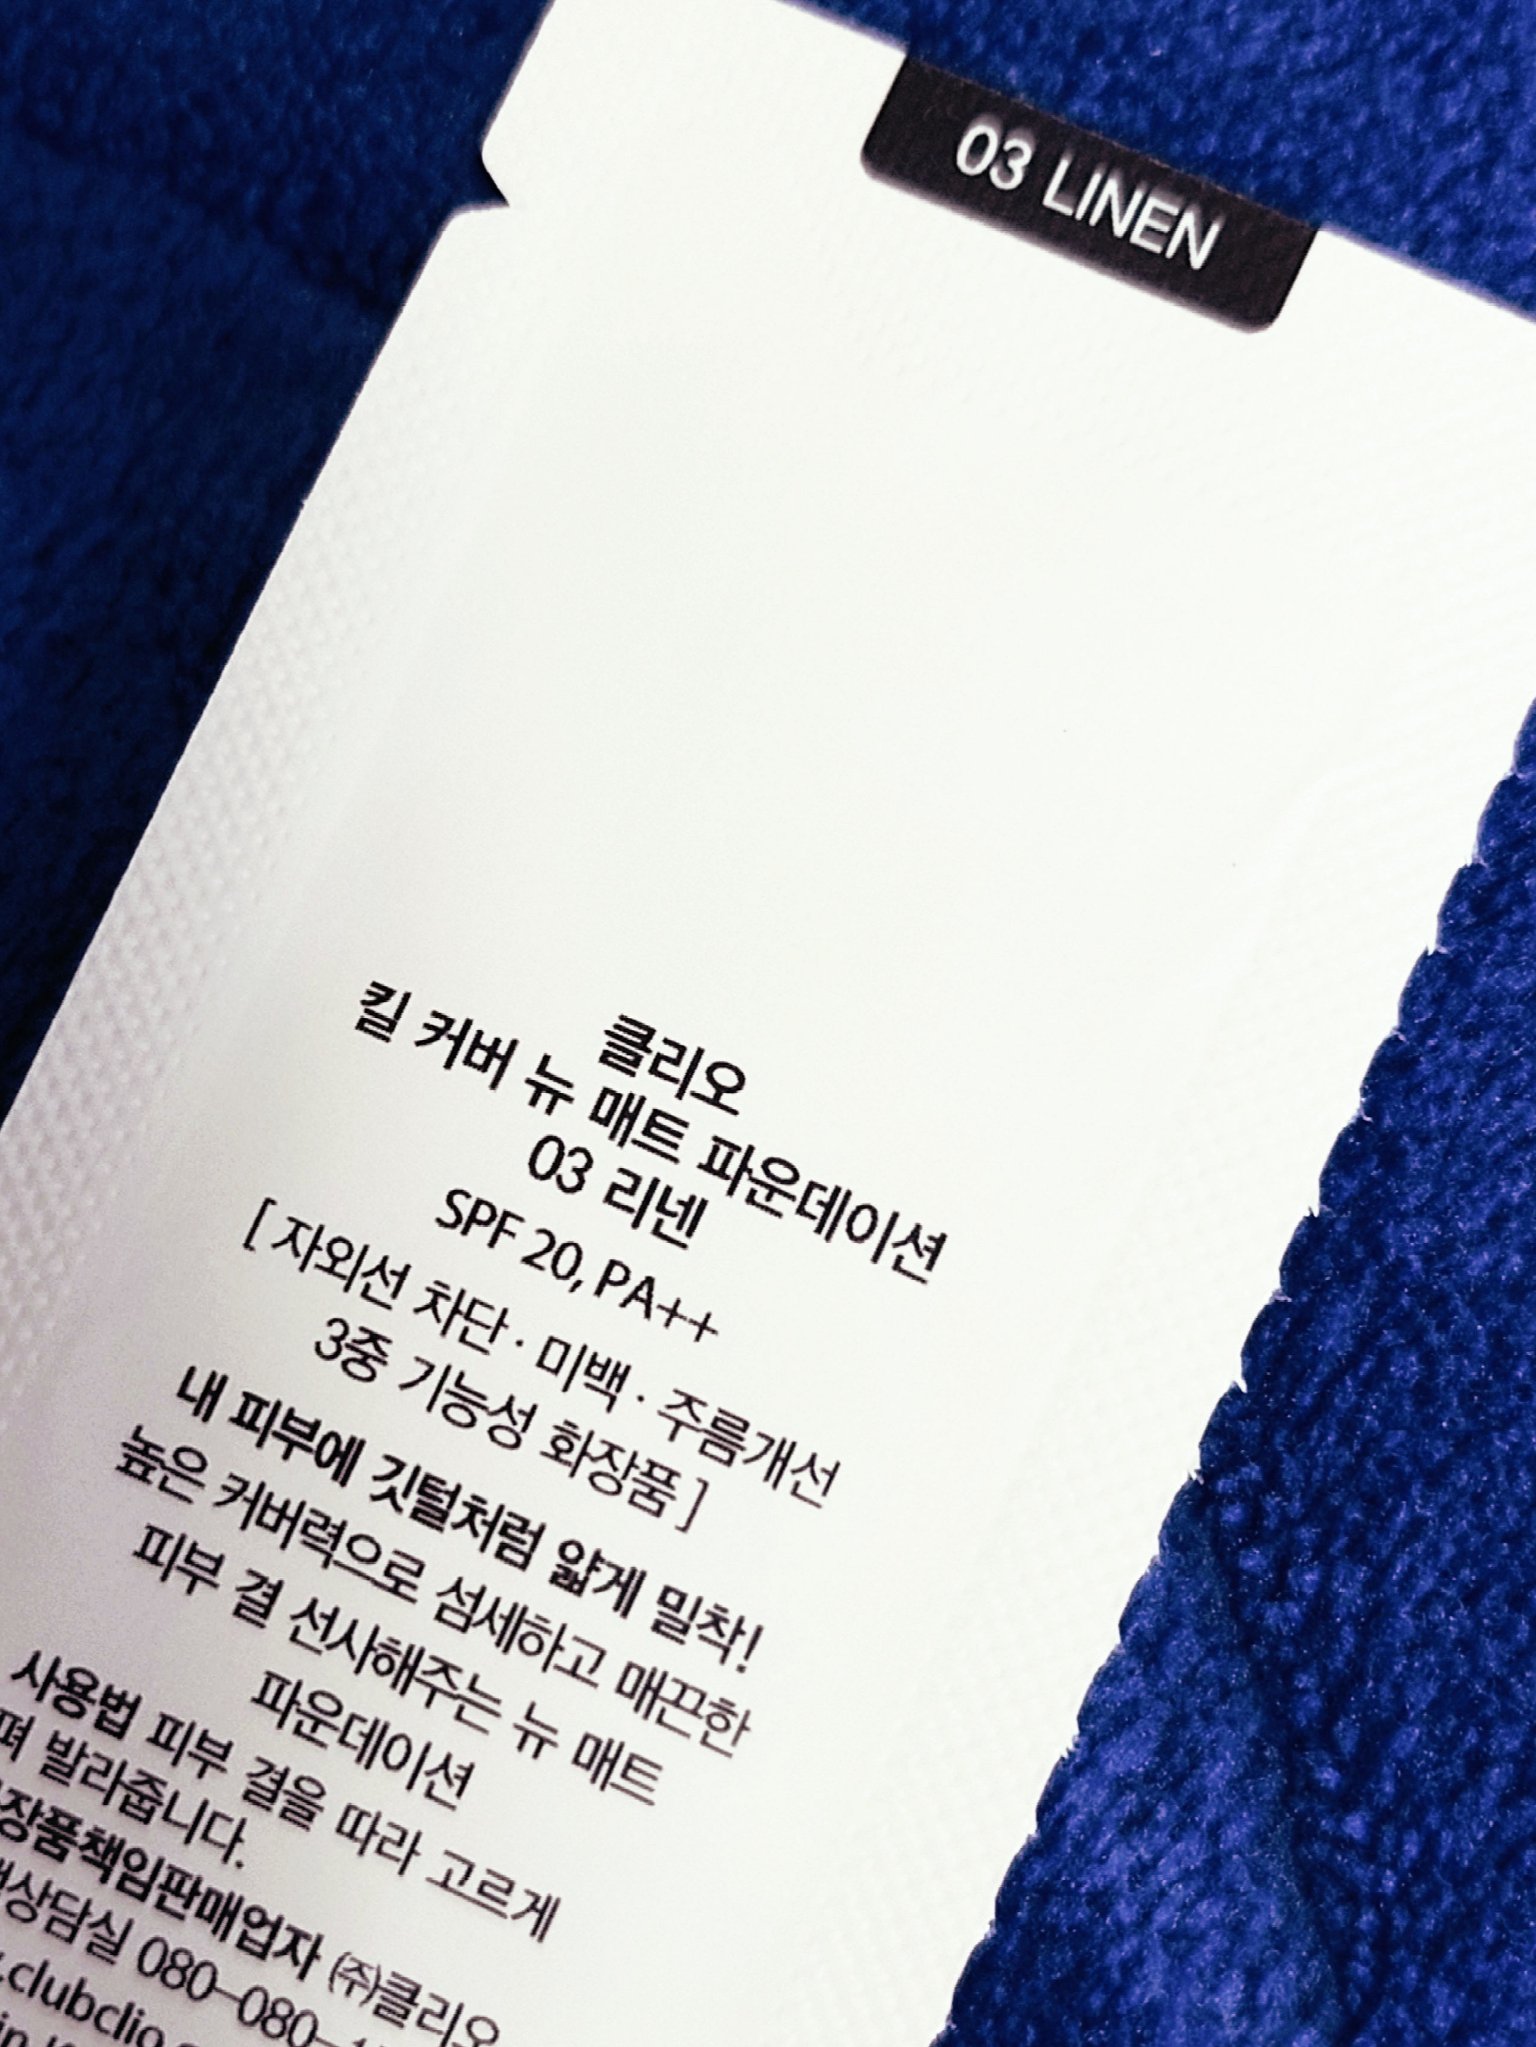 03 LINEN
클리오
킬 커버 뉴 매트 파운데이션
03 리넨
SPF 20, PA++
[ 자외선 차단 · 미백 · 주름개선
3중 기능성 화장품 ]
내 피부에 깃털처럼 얇게 밀착!
높은 커버력으로 섬세하고 매끈한
피부 결 선사해주는 뉴 매트
파운데이션
사용법 피부 결을 따라 고르게
펴 발라줍니다.
장품책임판매업자 ㈜클리오
상담실 080-080-1
.clubclio.
in K